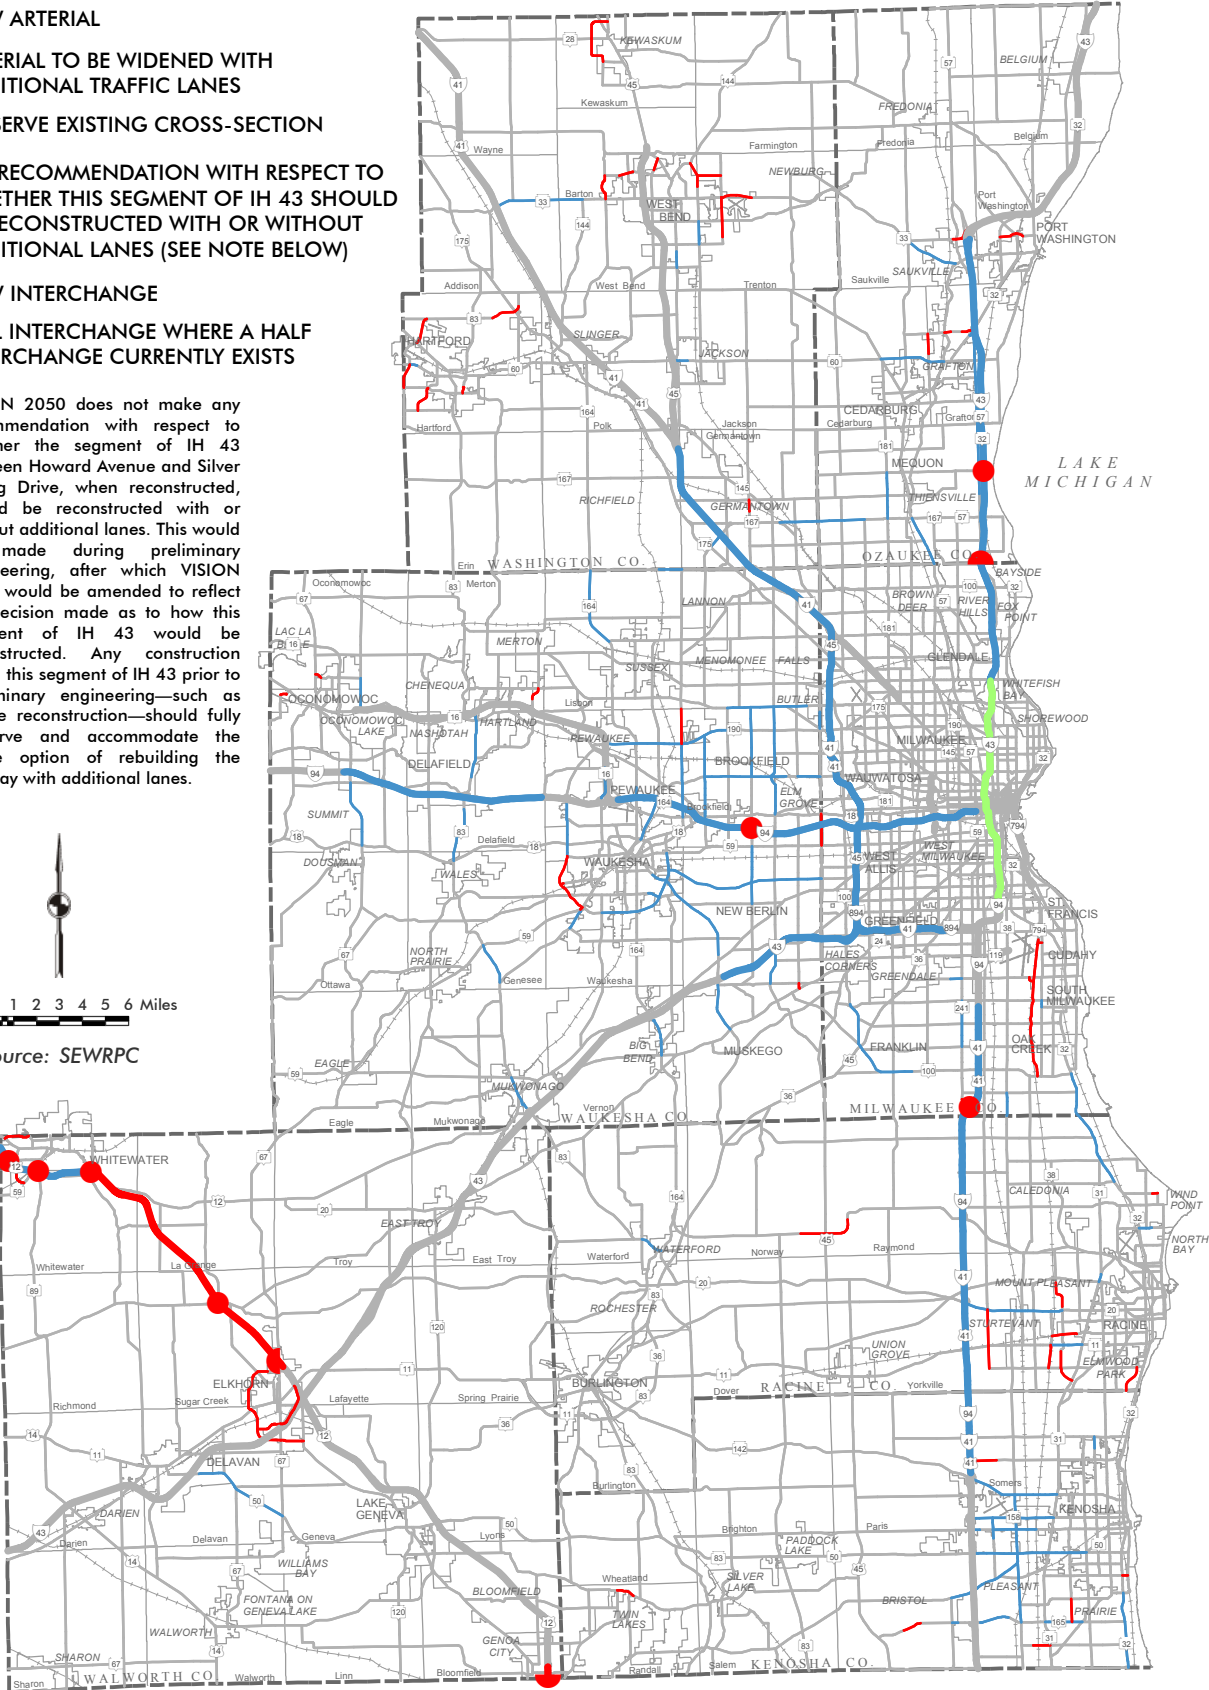 ARTERIAL
ERIAL TO BE WIDENED WITH
ITIONAL TRAFFIC LANES
SERVE EXISTING CROSS-SECTION
RECOMMENDATION WITH RESPECT TO
ETHER THIS SEGMENT OF IH 43 SHOULD
ECONSTRUCTED WITH OR WITHOUT
ITIONAL LANES (SEE NOTE BELOW)
INTERCHANGE
INTERCHANGE WHERE A HALF
ERCHANGE CURRENTLY EXISTS
N 2050 does not make any
mmendation with respect to
her the segment of IH 43
een Howard Avenue and Silver
g Drive, when reconstructed,
d be reconstructed with or
ut additional lanes. This would
made during preliminary
eering, after which VISION
would be amended to reflect
ecision made as to how this
ent of IH 43 would be
structed. Any construction
this segment of IH 43 prior to
minary engineering—such as
e reconstruction—should fully
rve and accommodate the
e option of rebuilding the
ay with additional lanes.
1 2 3 4 5 6 Miles
ource: SEWRPC
KEWASKUM
Kewaskum
BELGIUM
FREDONIA
Belgium
Fredonia
Wayne
Farmington
NEWBURG
Barton
WEST
BEND
Port
Washington
PORT
WASHINGTON
SAUKVILLE
Saukville
Addison
West Bend
Trenton
HARTFORD
SLINGER
JACKSON
GRAFTON
CEDARBURG
Grafton
Cedarburg
Hartford
Polk
Jackson
Germantown
MEQUON
LAKE
MICHIGAN
RICHFIELD
GERMANTOWN
THIENSVILLE
Erin
WASHINGTON CO.
OZAUKEE CO.
BAYSIDE
Oconomowoc
Merton
LANNON
BROWN
DEER
RIVER
HILLS
FOX
POINT
LAC LA
MERTON
SUSSEX
MENOMONEE FALLS
GLENDALE
WHITEFISH
BAY
CHENEQUA
OCONOMOWOC
OCONOMOWOC
LAKE
NASHOTAH
HARTLAND
Lisbon
BUTLER
SHOREWOOD
PEWAUKEE
MILWAUKEE
DELAFIELD
BROOKFIELD
WAUWATOSA
PEWAUKEE
Brookfield
ELM
GROVE
SUMMIT
Delafield
DOUSMAN
WALES
WAUKESHA
WEST
ALLIS
WEST
MILWAUKEE
NEW BERLIN
GREENFIELD
ST.
FRANCIS
NORTH
PRAIRIE
Ottawa
Genesee
Waukesha
HALES
CORNERS
GREENDALE
CUDAHY
SOUTH
MILWAUKEE
EAGLE
BIG
BEND
MUSKEGO
FRANKLIN
OAK
CREEK
MUKWONAGO
Eagle
Mukwonago
Vernon
WAUKESHA CO.
MILWAUKEE CO.
WHITEWATER
CALEDONIA
WIND
POINT
NORTH
BAY
EAST TROY
Whitewater
La Grange
Troy
East Troy
Waterford
WATERFORD
Norway
Raymond
ROCHESTER
MOUNT PLEASANT
STURTEVANT
RACINE
UNION
GROVE
ELMWOOD
PARK
ELKHORN
BURLINGTON
Richmond
Sugar Creek
Lafayette
Spring Prairie
Dover
RACINE CO.
Yorkville
DELAVAN
LAKE
GENEVA
Burlington
Somers
KENOSHA
DARIEN
Darien
Delavan
Geneva
Lyons
Brighton
Paris
PADDOCK
LAKE
WILLIAMS
BAY
FONTANA ON
GENEVA LAKE
BLOOMFIELD
Wheatland
SILVER
LAKE
TWIN
LAKES
BRISTOL
PLEASANT
PRAIRIE
WALWORTH
GENOA
CITY
SHARON
Sharon
WALWORTH CO.
Walworth
Linn
Bloomfield
Randall
Salem
KENOSHA CO.